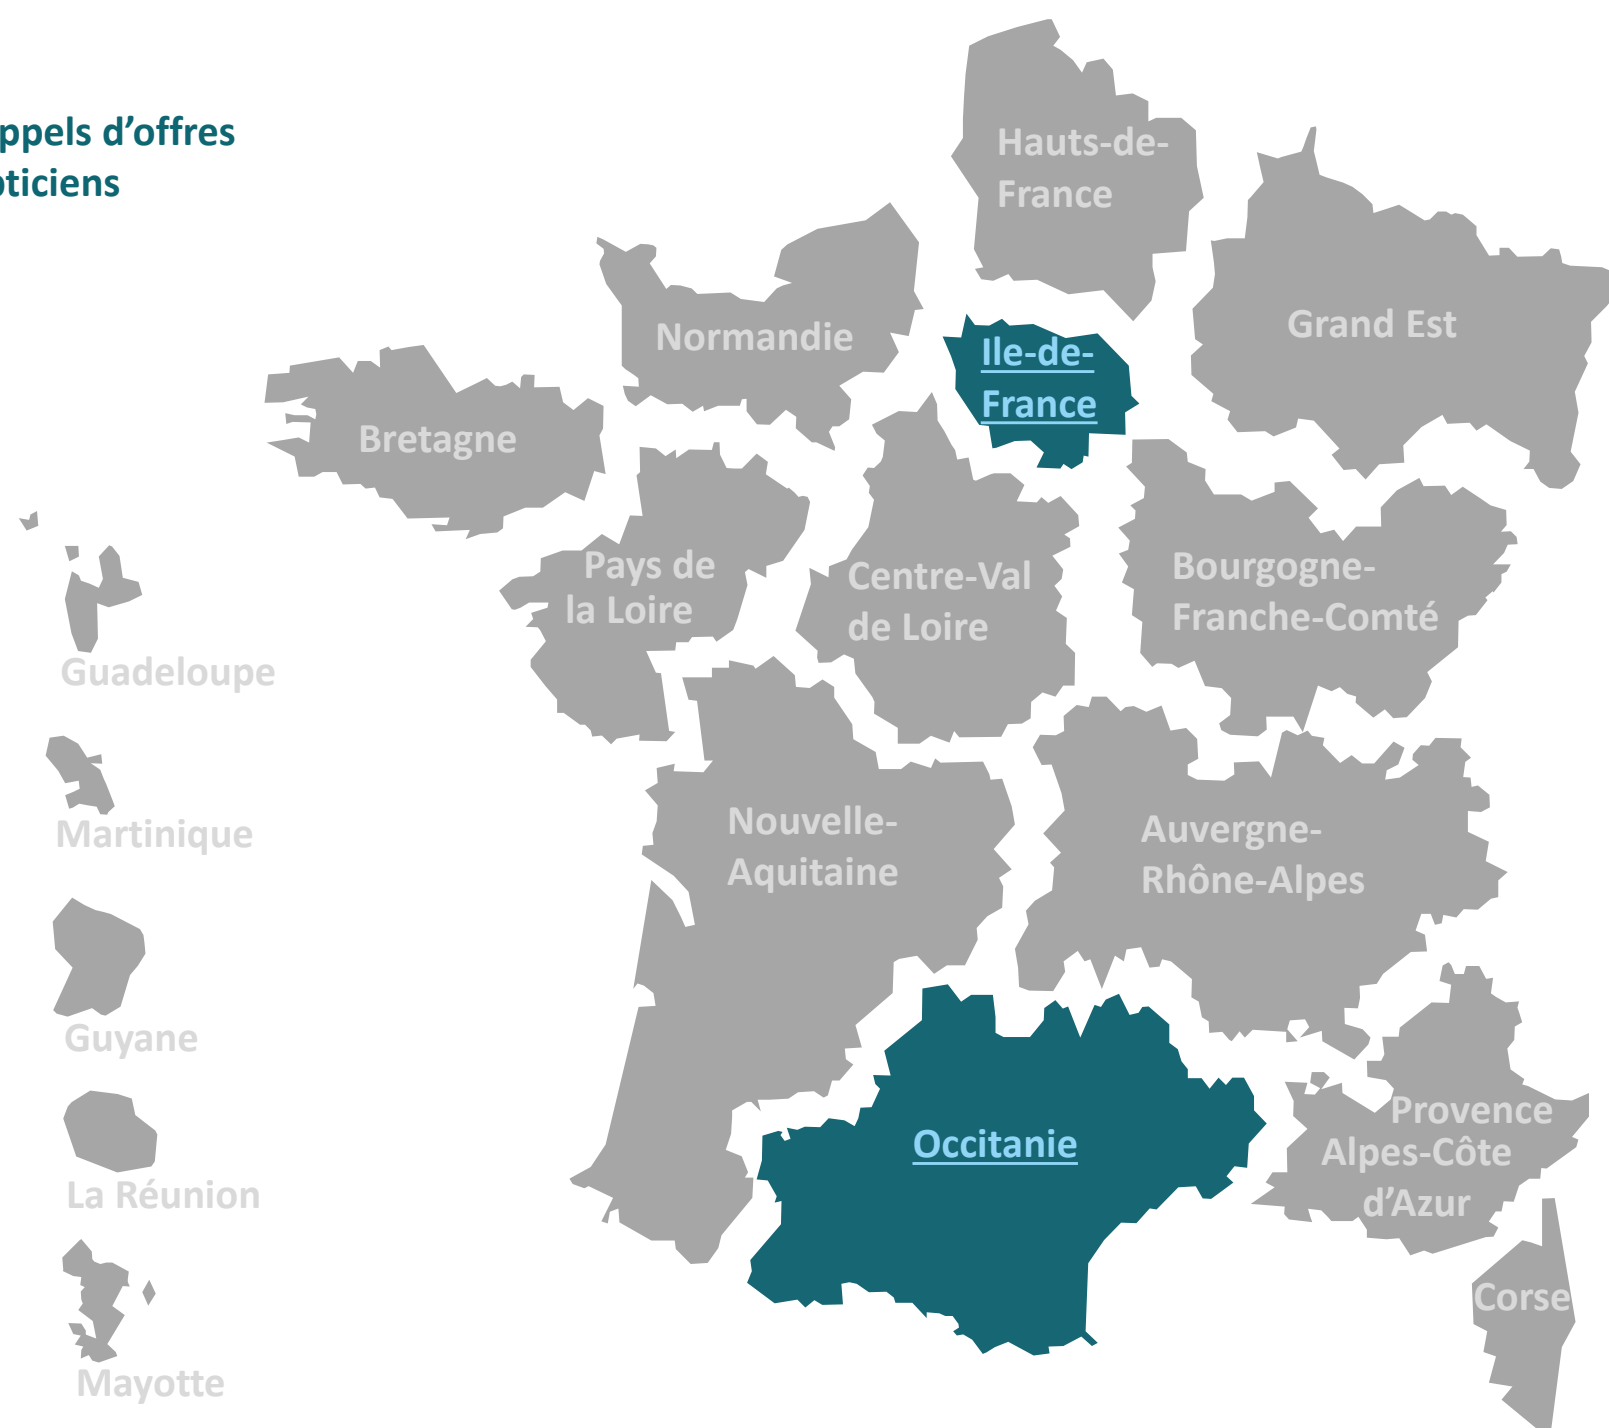 ppels d’offres
pticiens
Hauts-de-
France
Grand Est
Normandie
Ile-de-
France
Bretagne
Pays de
la Loire
Centre-Val
de Loire
Bourgogne-
Franche-Comté
Guadeloupe
Martinique
Nouvelle-
Aquitaine
Auvergne-
Rhône-Alpes
Guyane
Provence
Alpes-Côte
d’Azur
Occitanie
La Réunion
Corse
Mayotte